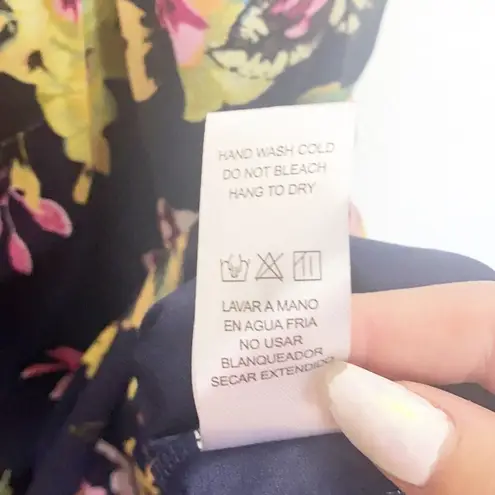 HAND WASH COLD
DO NOT BLEACH
HANG TO DRY
LAVAR A MANO
EN AGUA FRIA
NO USAR
BLANQUEADOR
SECAR EXTENDIDO